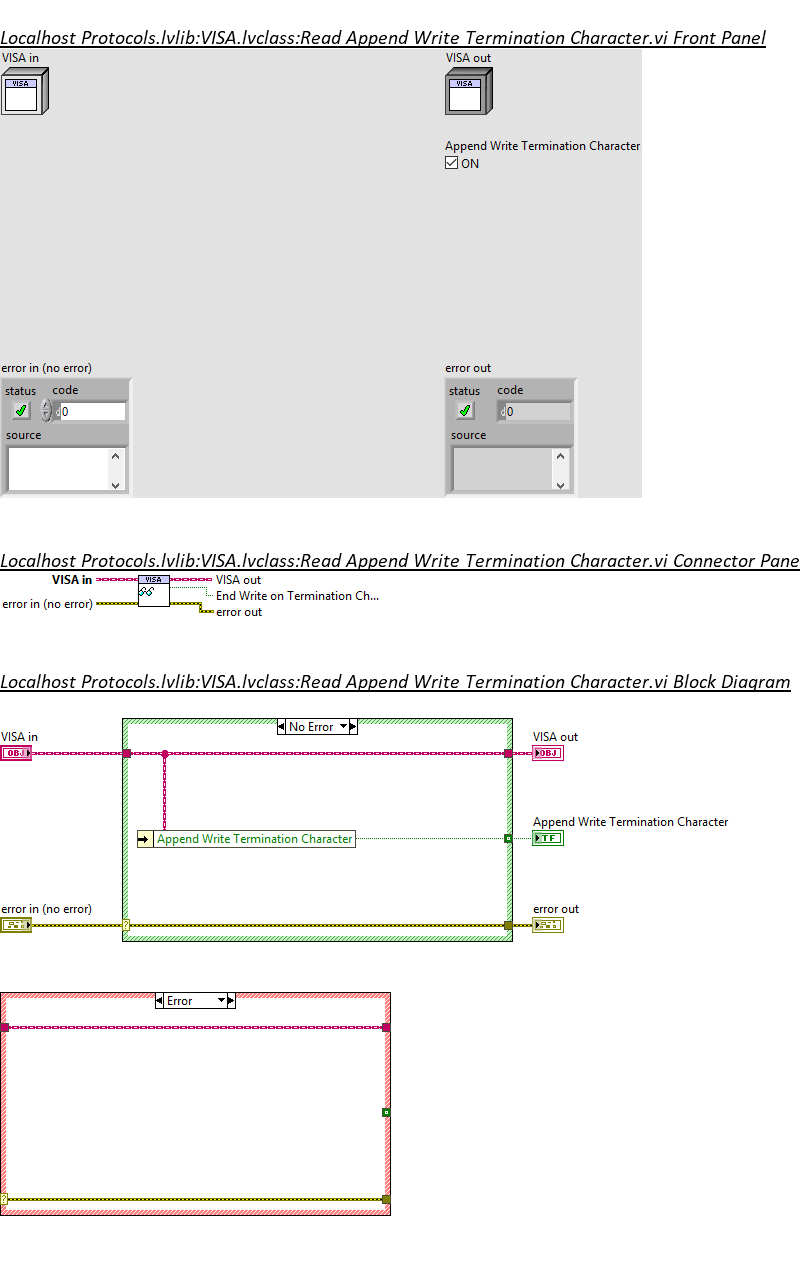 Localhost Protocols.lvlib:VISA.lvclass:Read Append Write Termination Character.vi Front Panel
VISA in
VISA out
VISA
VISA
Append Write Termination Character
ON
error in (no error)
error out
status
code
status
code
d
0
d
0
source
source
Localhost Protocols.lvlib:VISA.lvclass:Read Append Write Termination Character.vi Connector Pane
VISA in
VISA
VISA out
End Write on Termination Ch...
error in (no error)
error out
Localhost Protocols.lvlib:VISA.lvclass:Read Append Write Termination Character.vi Block Diagram
No Error
VISA in
VISA out
OBJ
OBJ
Append Write Termination Character
Append Write Termination Character
TF
error in (no error)
error out
?
Error
?